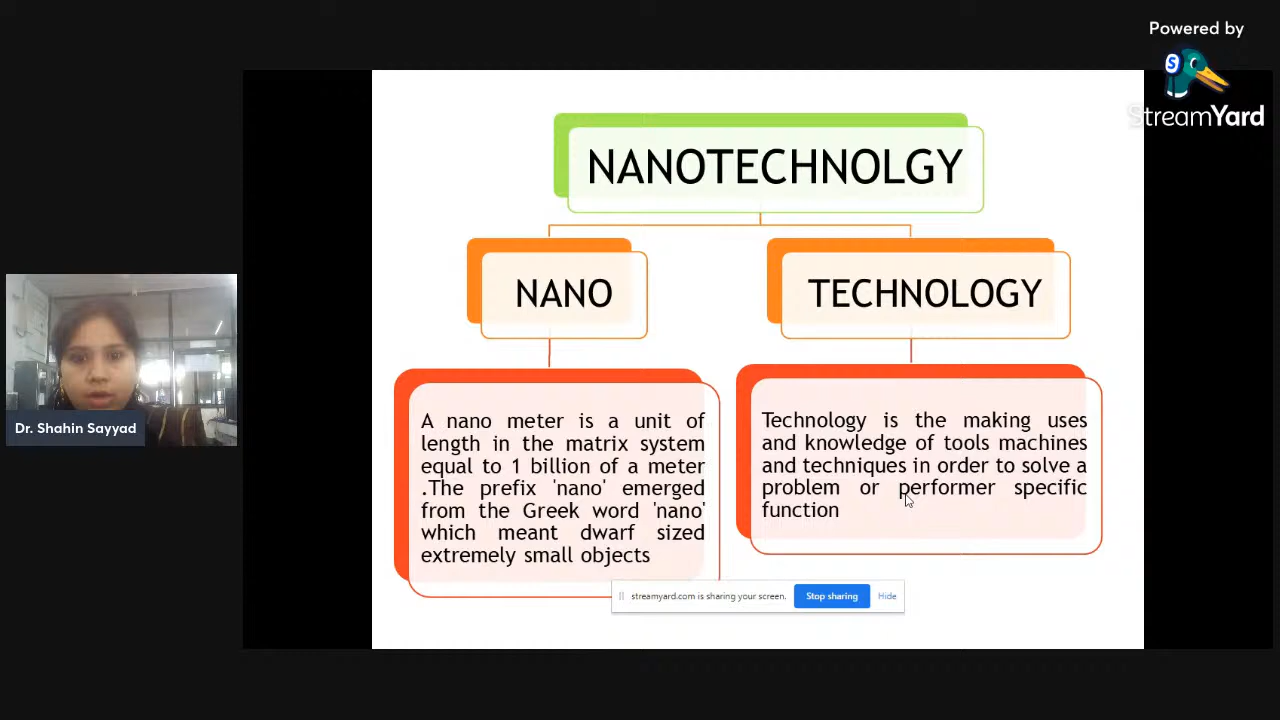 Powered by
StreamYard
NANOTECHNOLGY
NANO
TECHNOLOGY
A nano meter is a unit of
length in the matrix system
equal to 1 billion of a meter
.The prefix 'nano' emerged
from the Greek word 'nano'
which meant dwarf sized
extremely small objects
Technology is the making uses
and knowledge of tools machines
and techniques in order to solve a
problem or performer specific
function
Dr. Shahin Sayyad
streamyard.com is sharing your screen.
Stop sharing
Hide